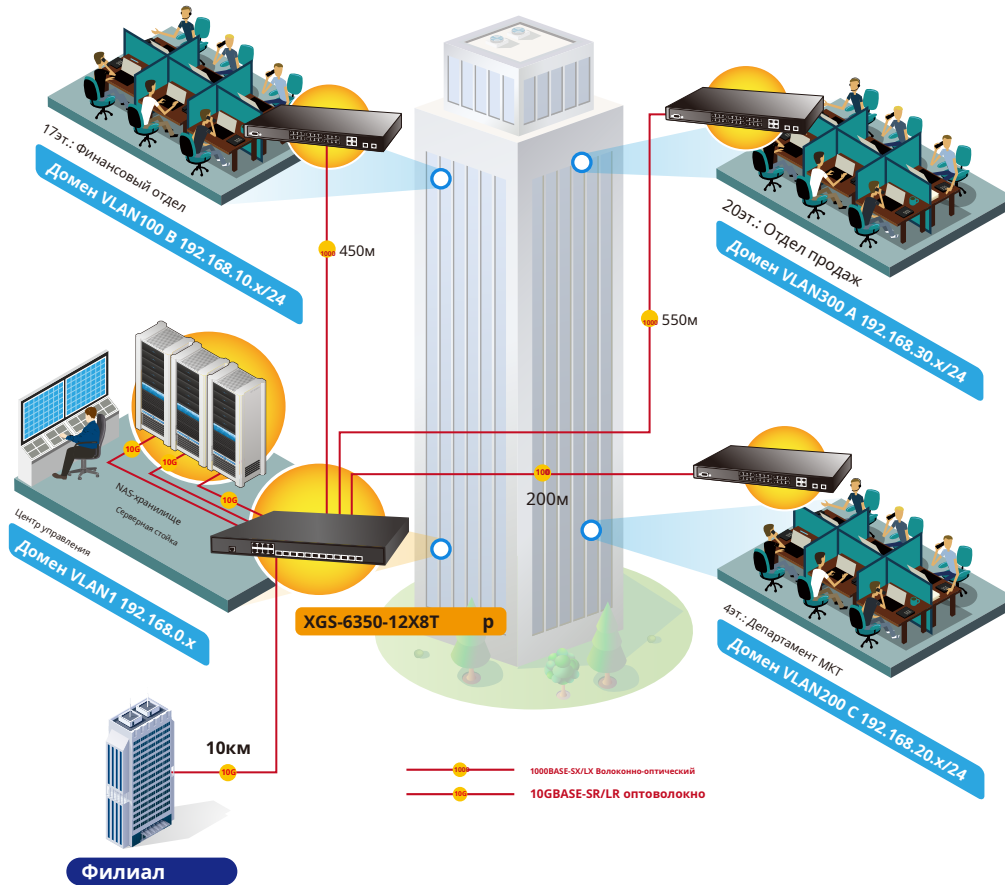 17эт.: Финансовый отдел
Домен VLAN100 B 192.168.10.x/24
1000
450м
20эт.: Отдел продаж
Домен VLAN300 A 192.168.30.x/24
1000
550м
10G
10G
10G
NAS-хранилище
Серверная стойка
Центр управления
Домен VLAN1 192.168.0.x
100
200м
XGS-6350-12X8T р
4эт.: Департамент МКТ
Домен VLAN200 C 192.168.20.x/24
10км
10G
1000 1000BASE-SX/LX Волоконно-оптический
10G 10GBASE-SR/LR оптоволокно
Филиал